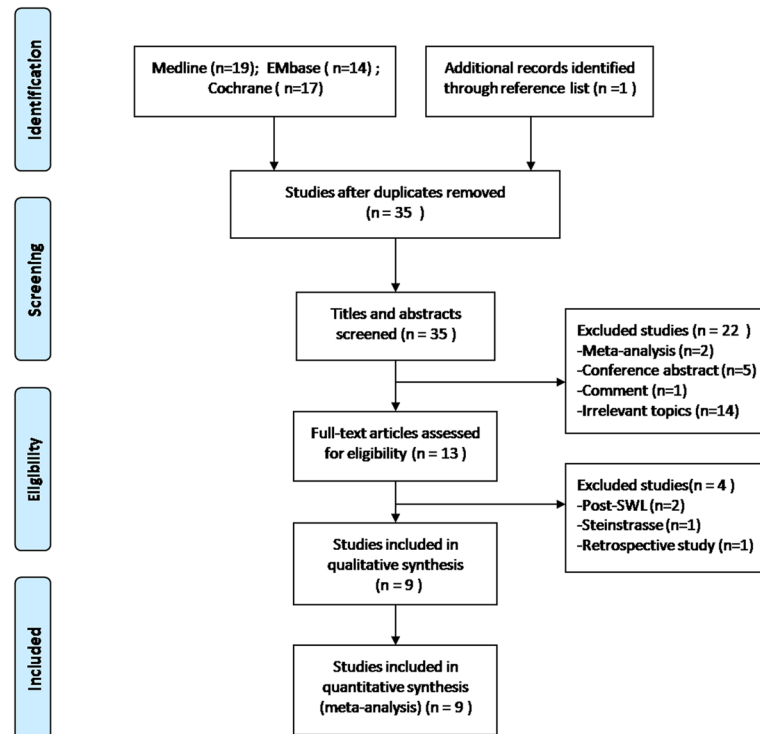 Identification
Medline (n=19); EMbase ( n=14) ;
Cochrane ( n=17)
Additional records identified
through reference list (n =1 )
Studies after duplicates removed
(n = 35 )
Screening
Titles and abstracts
screened (n = 35)
Excluded studies (n = 22 )
-Meta-analysis (n=2)
-Conference abstract (n=5)
-Comment (n=1)
-Irrelevant topics (n=14)
Eligibility
Full-text articles assessed
for eligibility (n = 13 )
Excluded studies(n = 4 )
-Post-SWL (n=2)
-Steinstrasse (n=1)
-Retrospective study (n=1)
Studies included in
qualitative synthesis
(n = 9 )
Included
Studies included in
quantitative synthesis
(meta-analysis) (n = 9 )